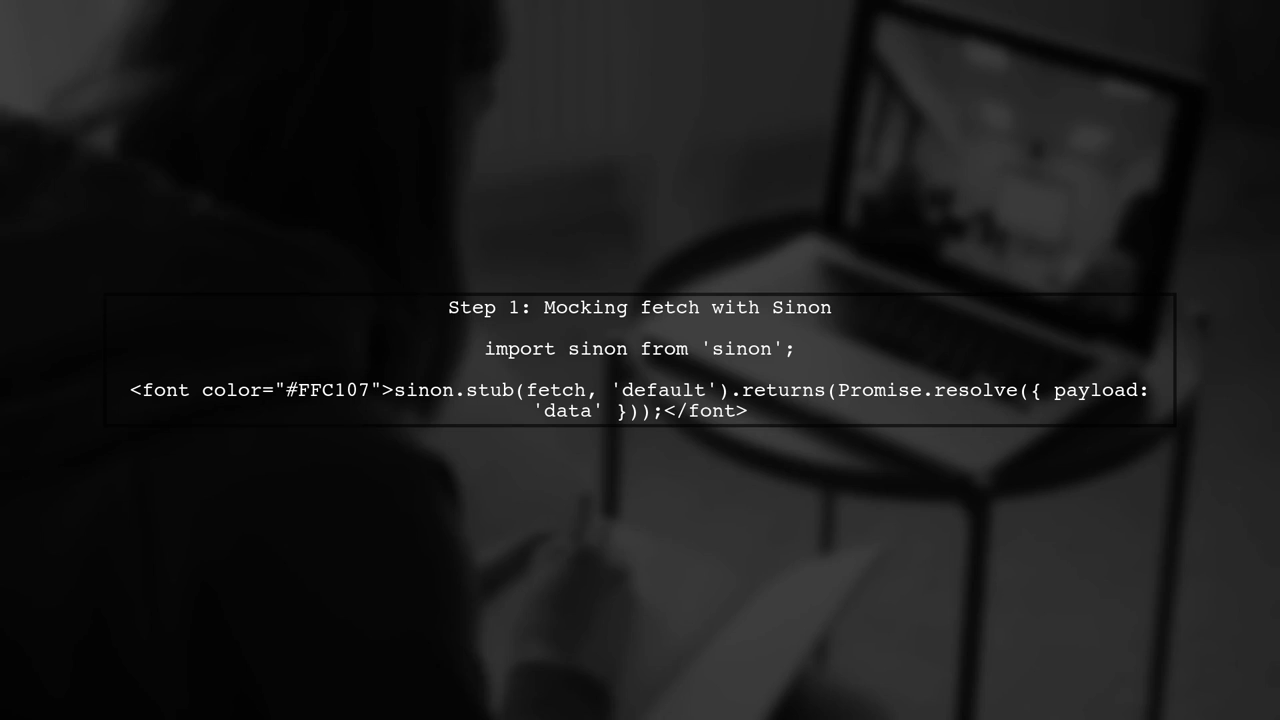 Step 1: Mocking fetch with Sinon
import sinon from 'sinon';
<font color="#FFC107">sinon.stub(fetch, 'default').returns(Promise.resolve({ payload:
'data' }));</font>